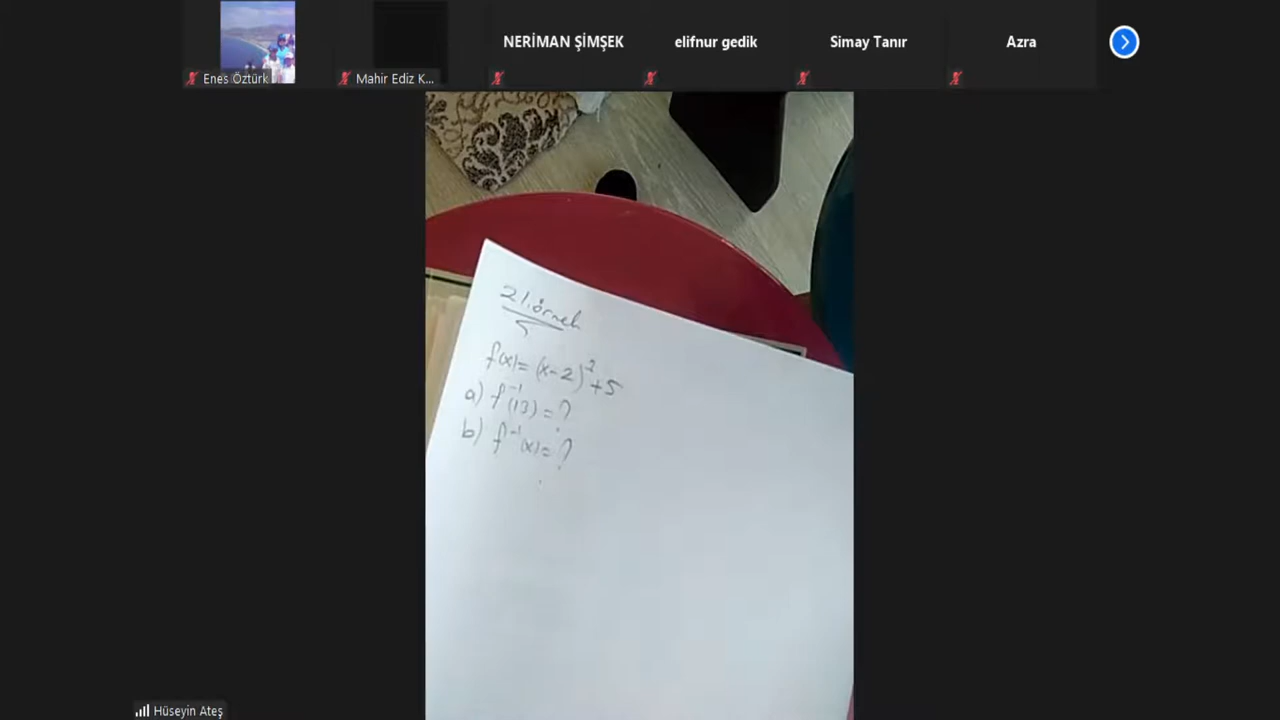 Enes Öztürk
Mahir Ediz K...
NERİMAN ŞİMŞEK
elifnur gedik
Simay Tanır
Azra
21. örnek
f(x) = (x-2)² + 5
a) f⁻¹(13) = ?
b) f⁻¹(x) = ?
Hüseyin Ateş